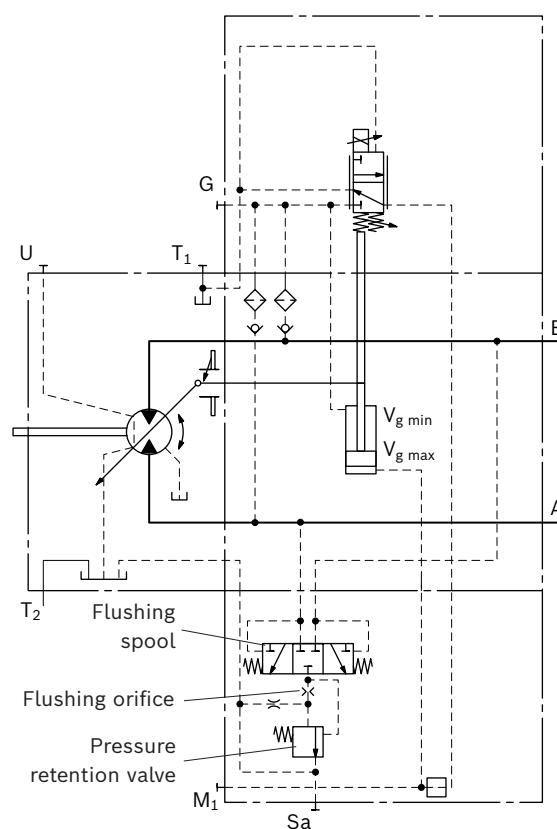 G
U
T1
B
Vg min
Vg max
A
T2
Flushing
spool
Flushing orifice
Pressure
retention valve
M1
Sa